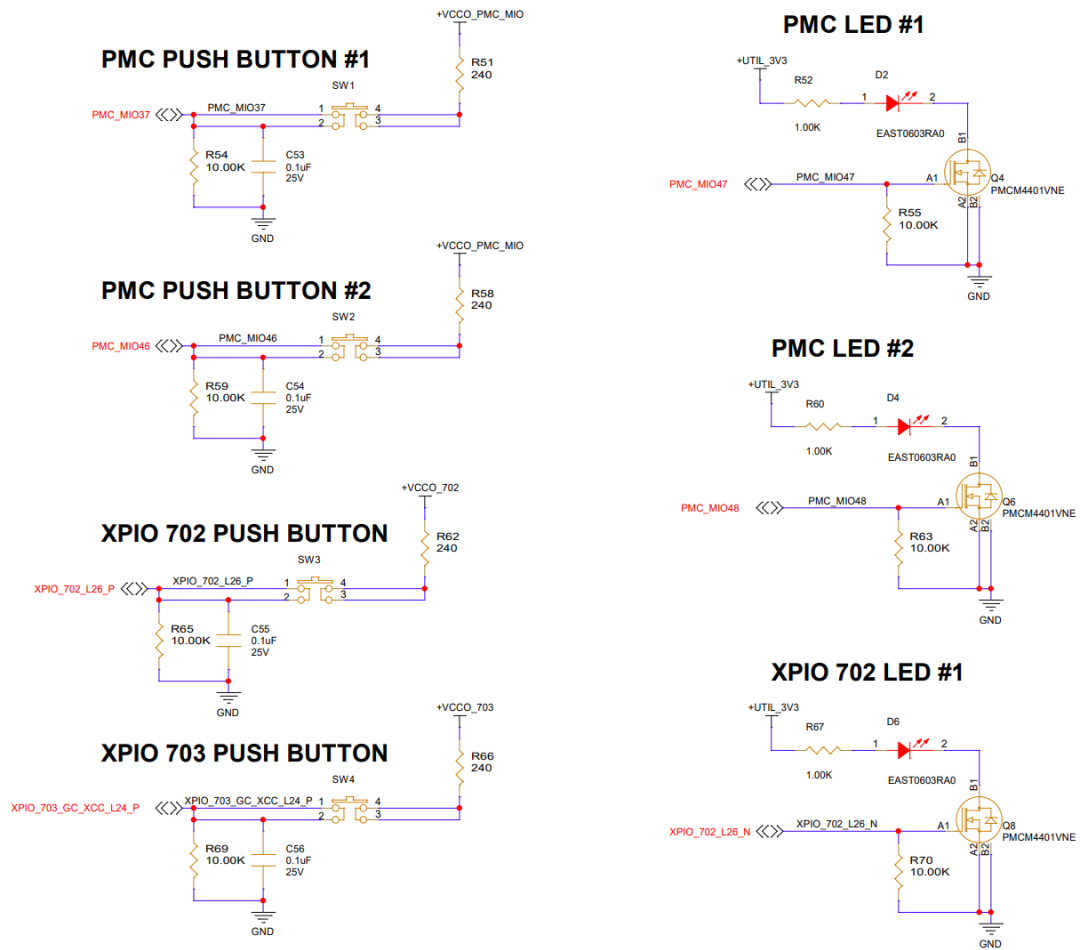 PMC PUSH BUTTON #1
+VCCO_PMC_MIO
R51
240
SW1
PMC_MIO37
PMC_MIO37
1
4
2
3
R54
10.00K
C53
0.1uF
25V
GND
PMC PUSH BUTTON #2
+VCCO_PMC_MIO
R58
240
SW2
PMC_MIO46
PMC_MIO46
1
4
2
3
R59
10.00K
C54
0.1uF
25V
GND
XPIO 702 PUSH BUTTON
+VCCO_702
R62
240
SW3
XPIO_702_L26_P
XPIO_702_L26_P
1
4
2
3
R65
10.00K
C55
0.1uF
25V
GND
XPIO 703 PUSH BUTTON
+VCCO_703
R66
240
SW4
XPIO_703_GC_XCC_L24_P
XPIO_703_GC_XCC_L24_P
1
4
2
3
R69
10.00K
C56
0.1uF
25V
GND
PMC LED #1
+UTIL_3V3
R52
1.00K
D2
1
2
EAST0603RA0
B1
PMC_MIO47
PMC_MIO47
A1
Q4
PMCM4401VNE
A2
B2
R55
10.00K
GND
PMC LED #2
+UTIL_3V3
R60
1.00K
D4
1
2
EAST0603RA0
B1
PMC_MIO48
PMC_MIO48
A1
Q6
PMCM4401VNE
A2
B2
R63
10.00K
GND
XPIO 702 LED #1
+UTIL_3V3
R67
1.00K
D6
1
2
EAST0603RA0
B1
XPIO_702_L26_N
XPIO_702_L26_N
A1
Q8
PMCM4401VNE
A2
B2
R70
10.00K
GND